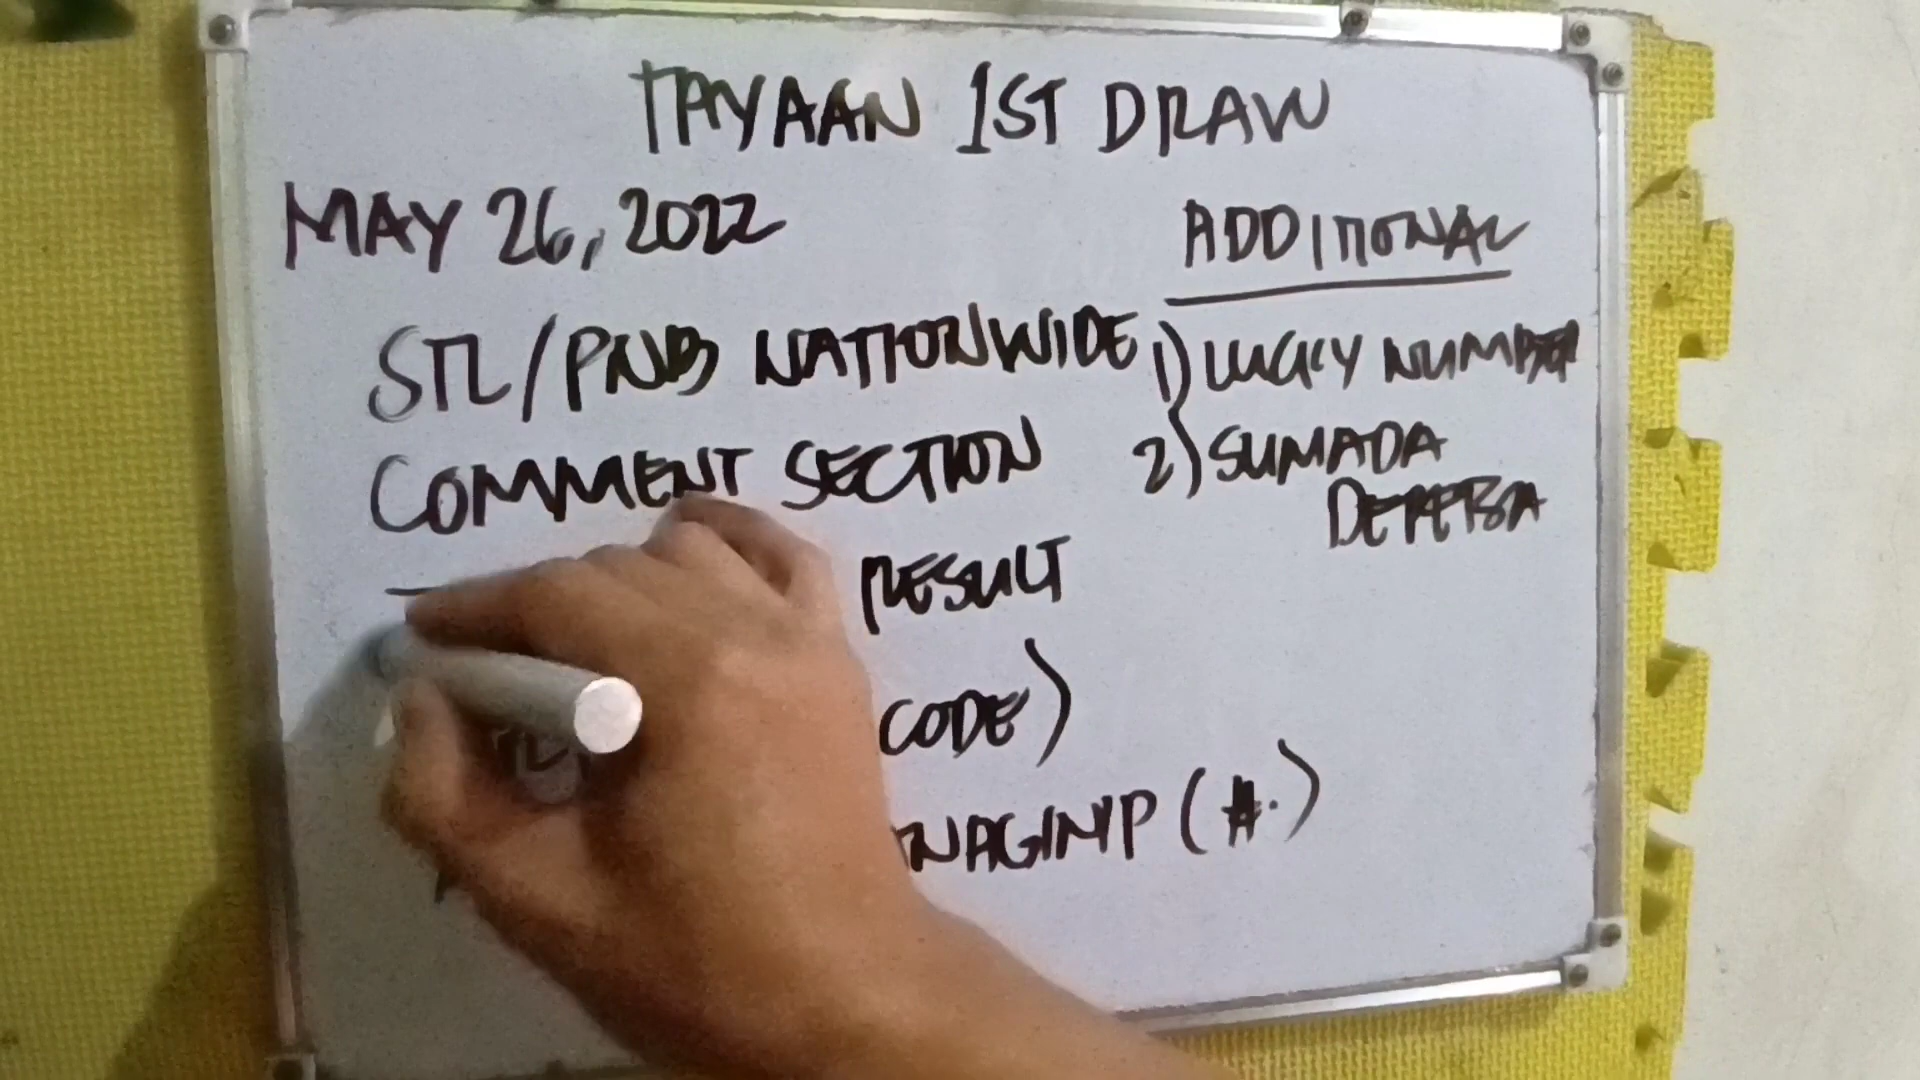 TAYAAN 1ST DRAW
MAY 26, 2022
STL/PNB NATIONWIDE
COMMENT SECTION
RESULT
CODE)
NAGINIP (#.)
ADDITIONAL
1) LUCKY NUMBER
2) SUMADA
DEPETSA